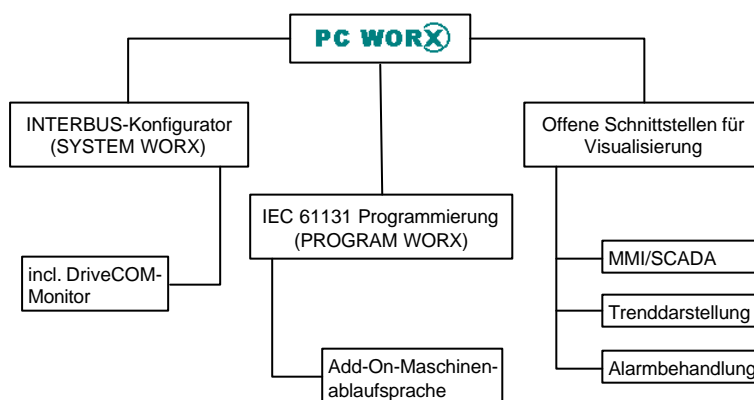 PC WORX
INTERBUS-Konfigurator
(SYSTEM WORX)
Offene Schnittstellen für
Visualisierung
IEC 61131 Programmierung
(PROGRAM WORX)
incl. DriveCOM-
Monitor
MMI/SCADA
Trenddarstellung
Alarmbehandlung
Add-On-Maschinen-
ablaufsprache